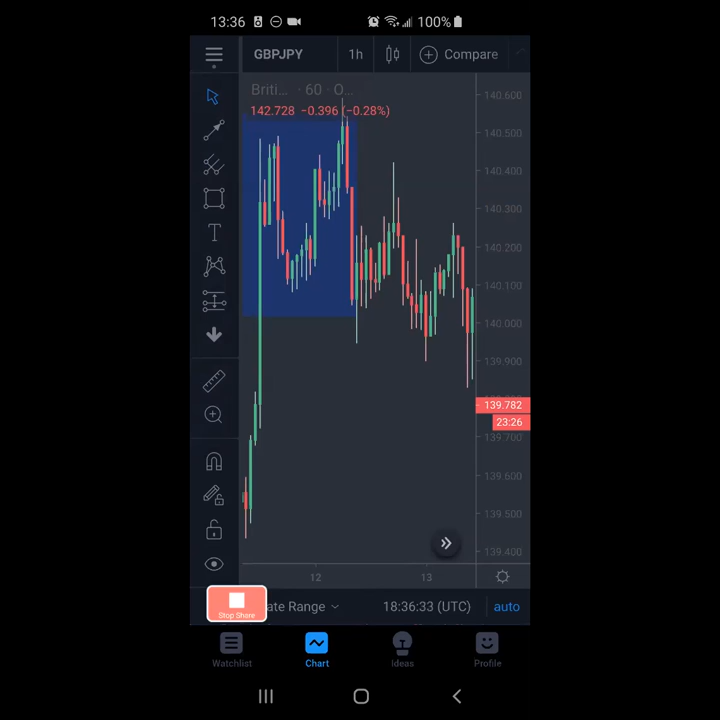 13:36 100%
GBPJPY 1h Compare
Briti... · 60 · O...
142.728 −0.396 (−0.28%)
140.600
140.500
140.400
140.300
140.200
140.100
140.000
139.900
139.782
23:26
139.700
139.600
139.500
139.400
12 13
Stop Share
ate Range 18:36:33 (UTC) auto
Watchlist Chart Ideas Profile